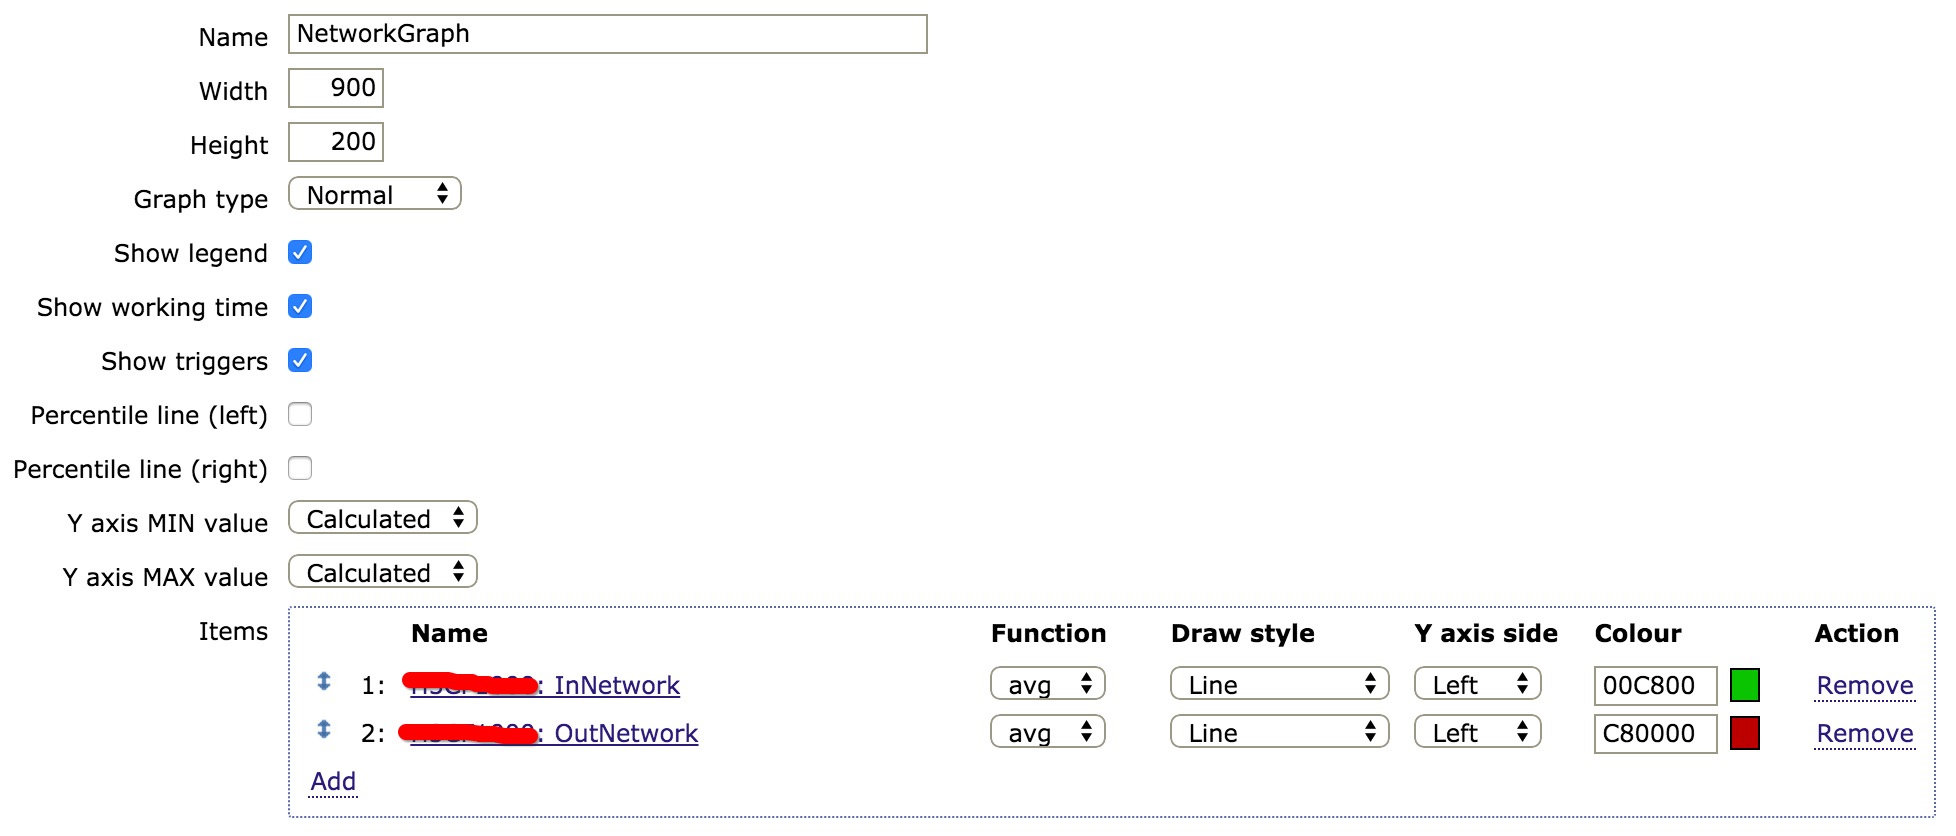 Name NetworkGraph
Width 900
Height 200
Graph type Normal
Show legend
Show working time
Show triggers
Percentile line (left)
Percentile line (right)
Y axis MIN value Calculated
Y axis MAX value Calculated
Items
Name Function Draw style Y axis side Colour Action
1: : InNetwork avg Line Left 00C800 Remove
2: : OutNetwork avg Line Left C80000 Remove
Add